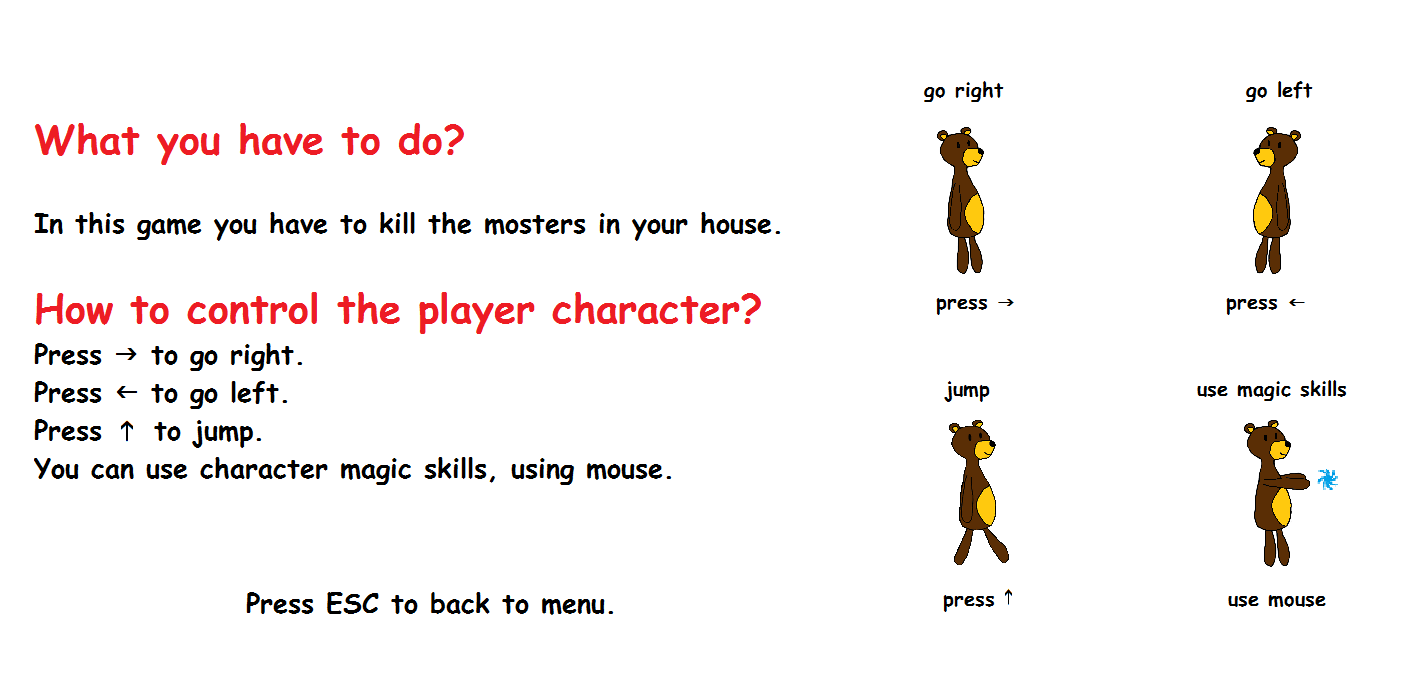 What you have to do?
In this game you have to kill the mosters in your house.
How to control the player character?
Press → to go right.
Press ← to go left.
Press ↑ to jump.
You can use character magic skills, using mouse.
Press ESC to back to menu.
go right
go left
press →
press ←
jump
use magic skills
press ↑
use mouse